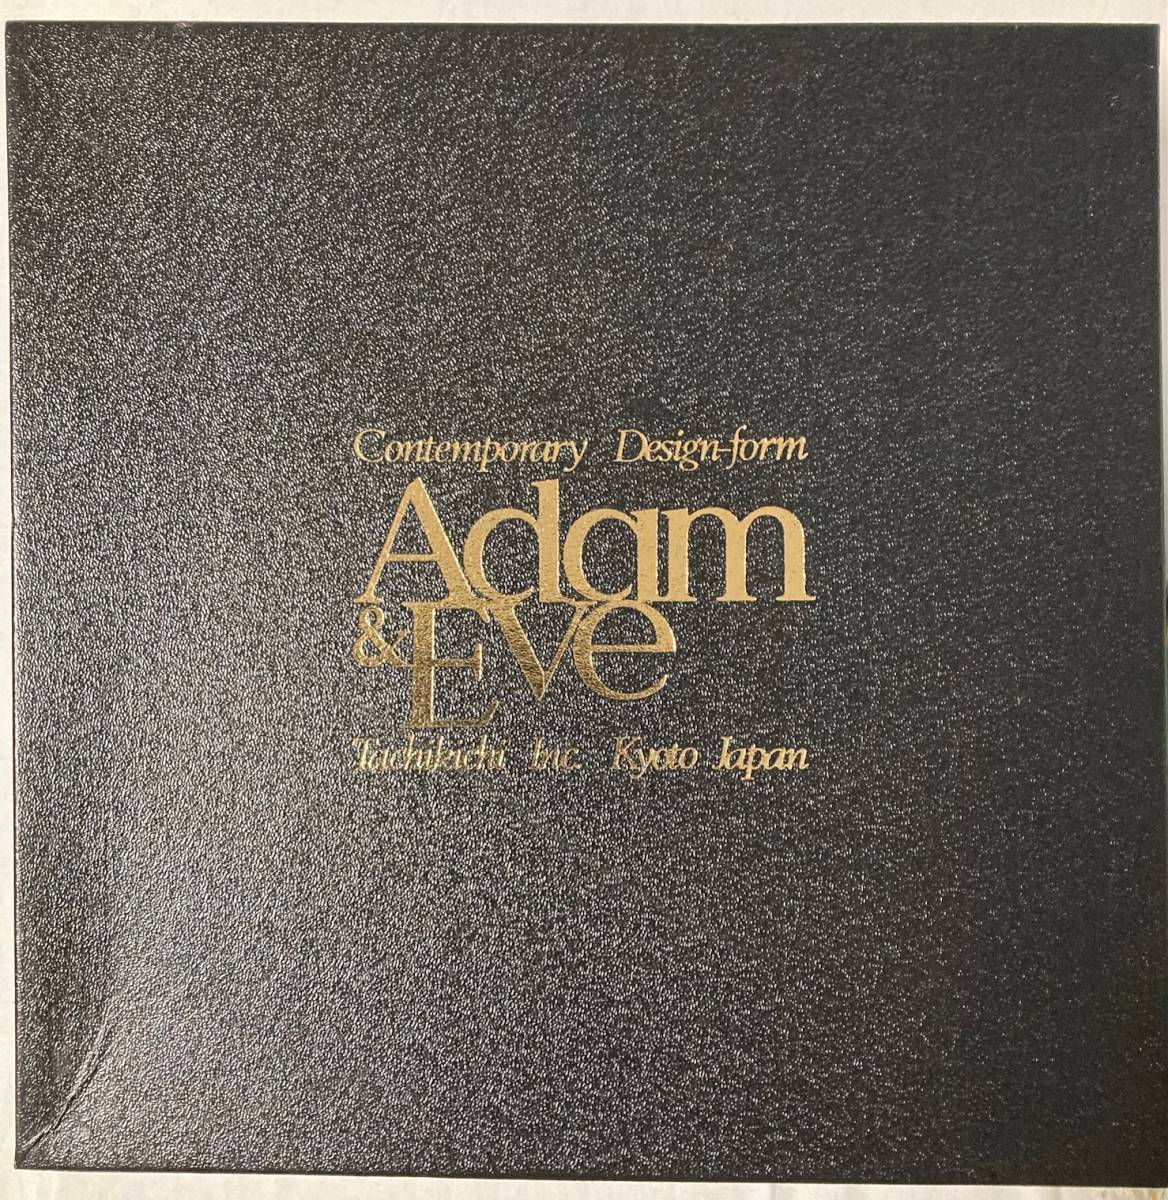 Contemporary Design-form
Adam
& Eve
Tachikichi Inc. Kyoto Japan